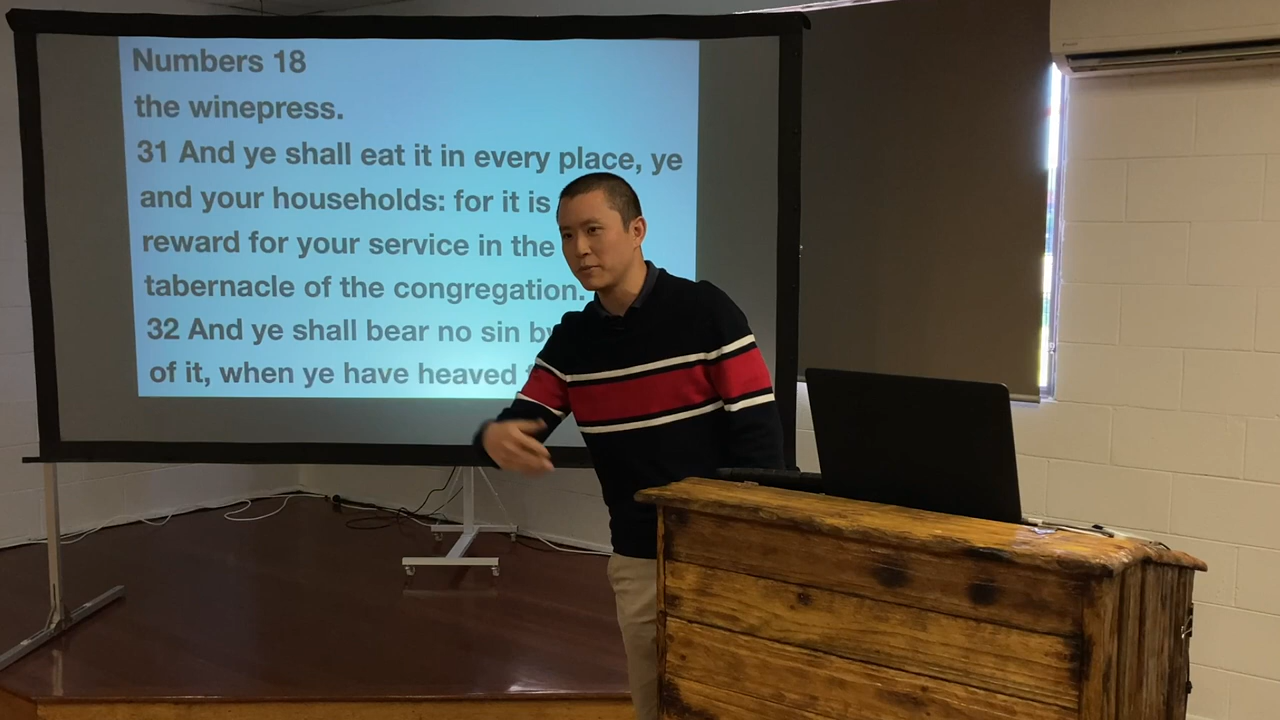 Numbers 18
the winepress.
31 And ye shall eat it in every place, ye
and your households: for it is
reward for your service in the
tabernacle of the congregation.
32 And ye shall bear no sin
of it, when ye have heaved